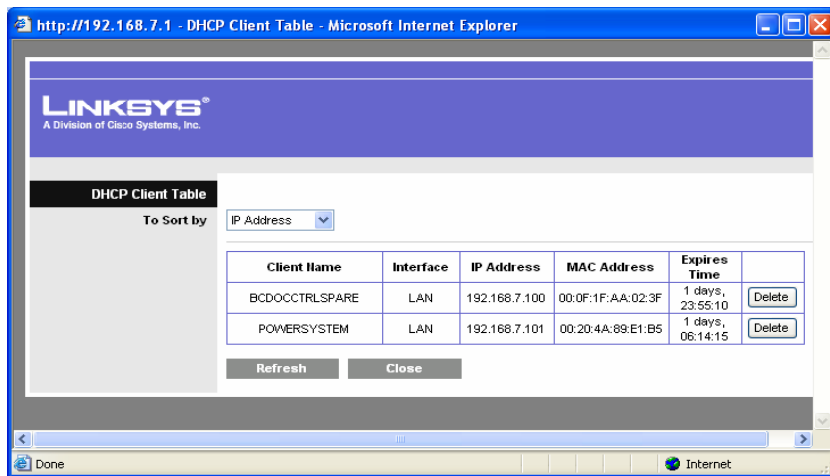 http://192.168.7.1 - DHCP Client Table - Microsoft Internet Explorer
LINKSYS®
A Division of Cisco Systems, Inc.
DHCP Client Table
To Sort by IP Address
Client Name Interface IP Address MAC Address Expires Time
BCDOCCTRLSPARE LAN 192.168.7.100 00:0F:1F:AA:02:3F 1 days, 23:55:10 Delete
POWERSYSTEM LAN 192.168.7.101 00:20:4A:89:E1:B5 1 days, 06:14:15 Delete
Refresh Close
Done Internet